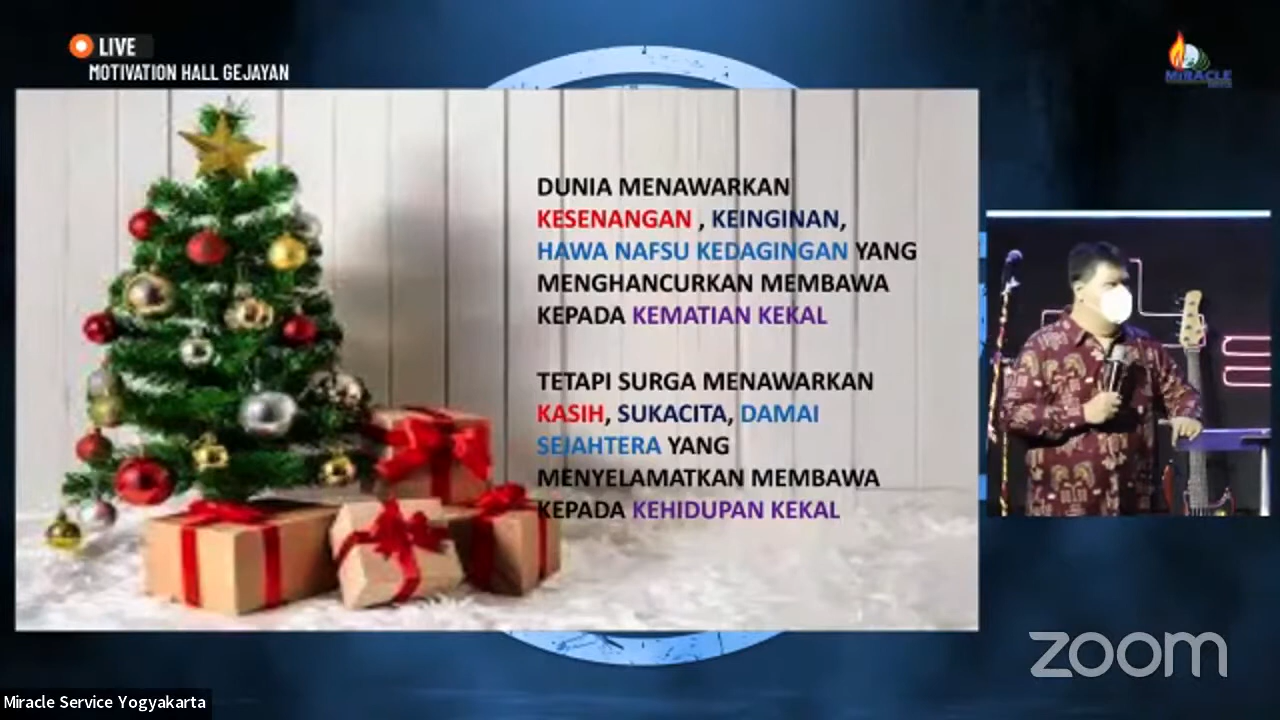 LIVE
MOTIVATION HALL GEJAYAN
MIRACLE
DUNIA MENAWARKAN
KESENANGAN , KEINGINAN,
HAWA NAFSU KEDAGINGAN YANG
MENGHANCURKAN MEMBAWA
KEPADA KEMATIAN KEKAL
TETAPI SURGA MENAWARKAN
KASIH, SUKACITA, DAMAI
SEJAHTERA YANG
MENYELAMATKAN MEMBAWA
KEPADA KEHIDUPAN KEKAL
zoom
Miracle Service Yogyakarta